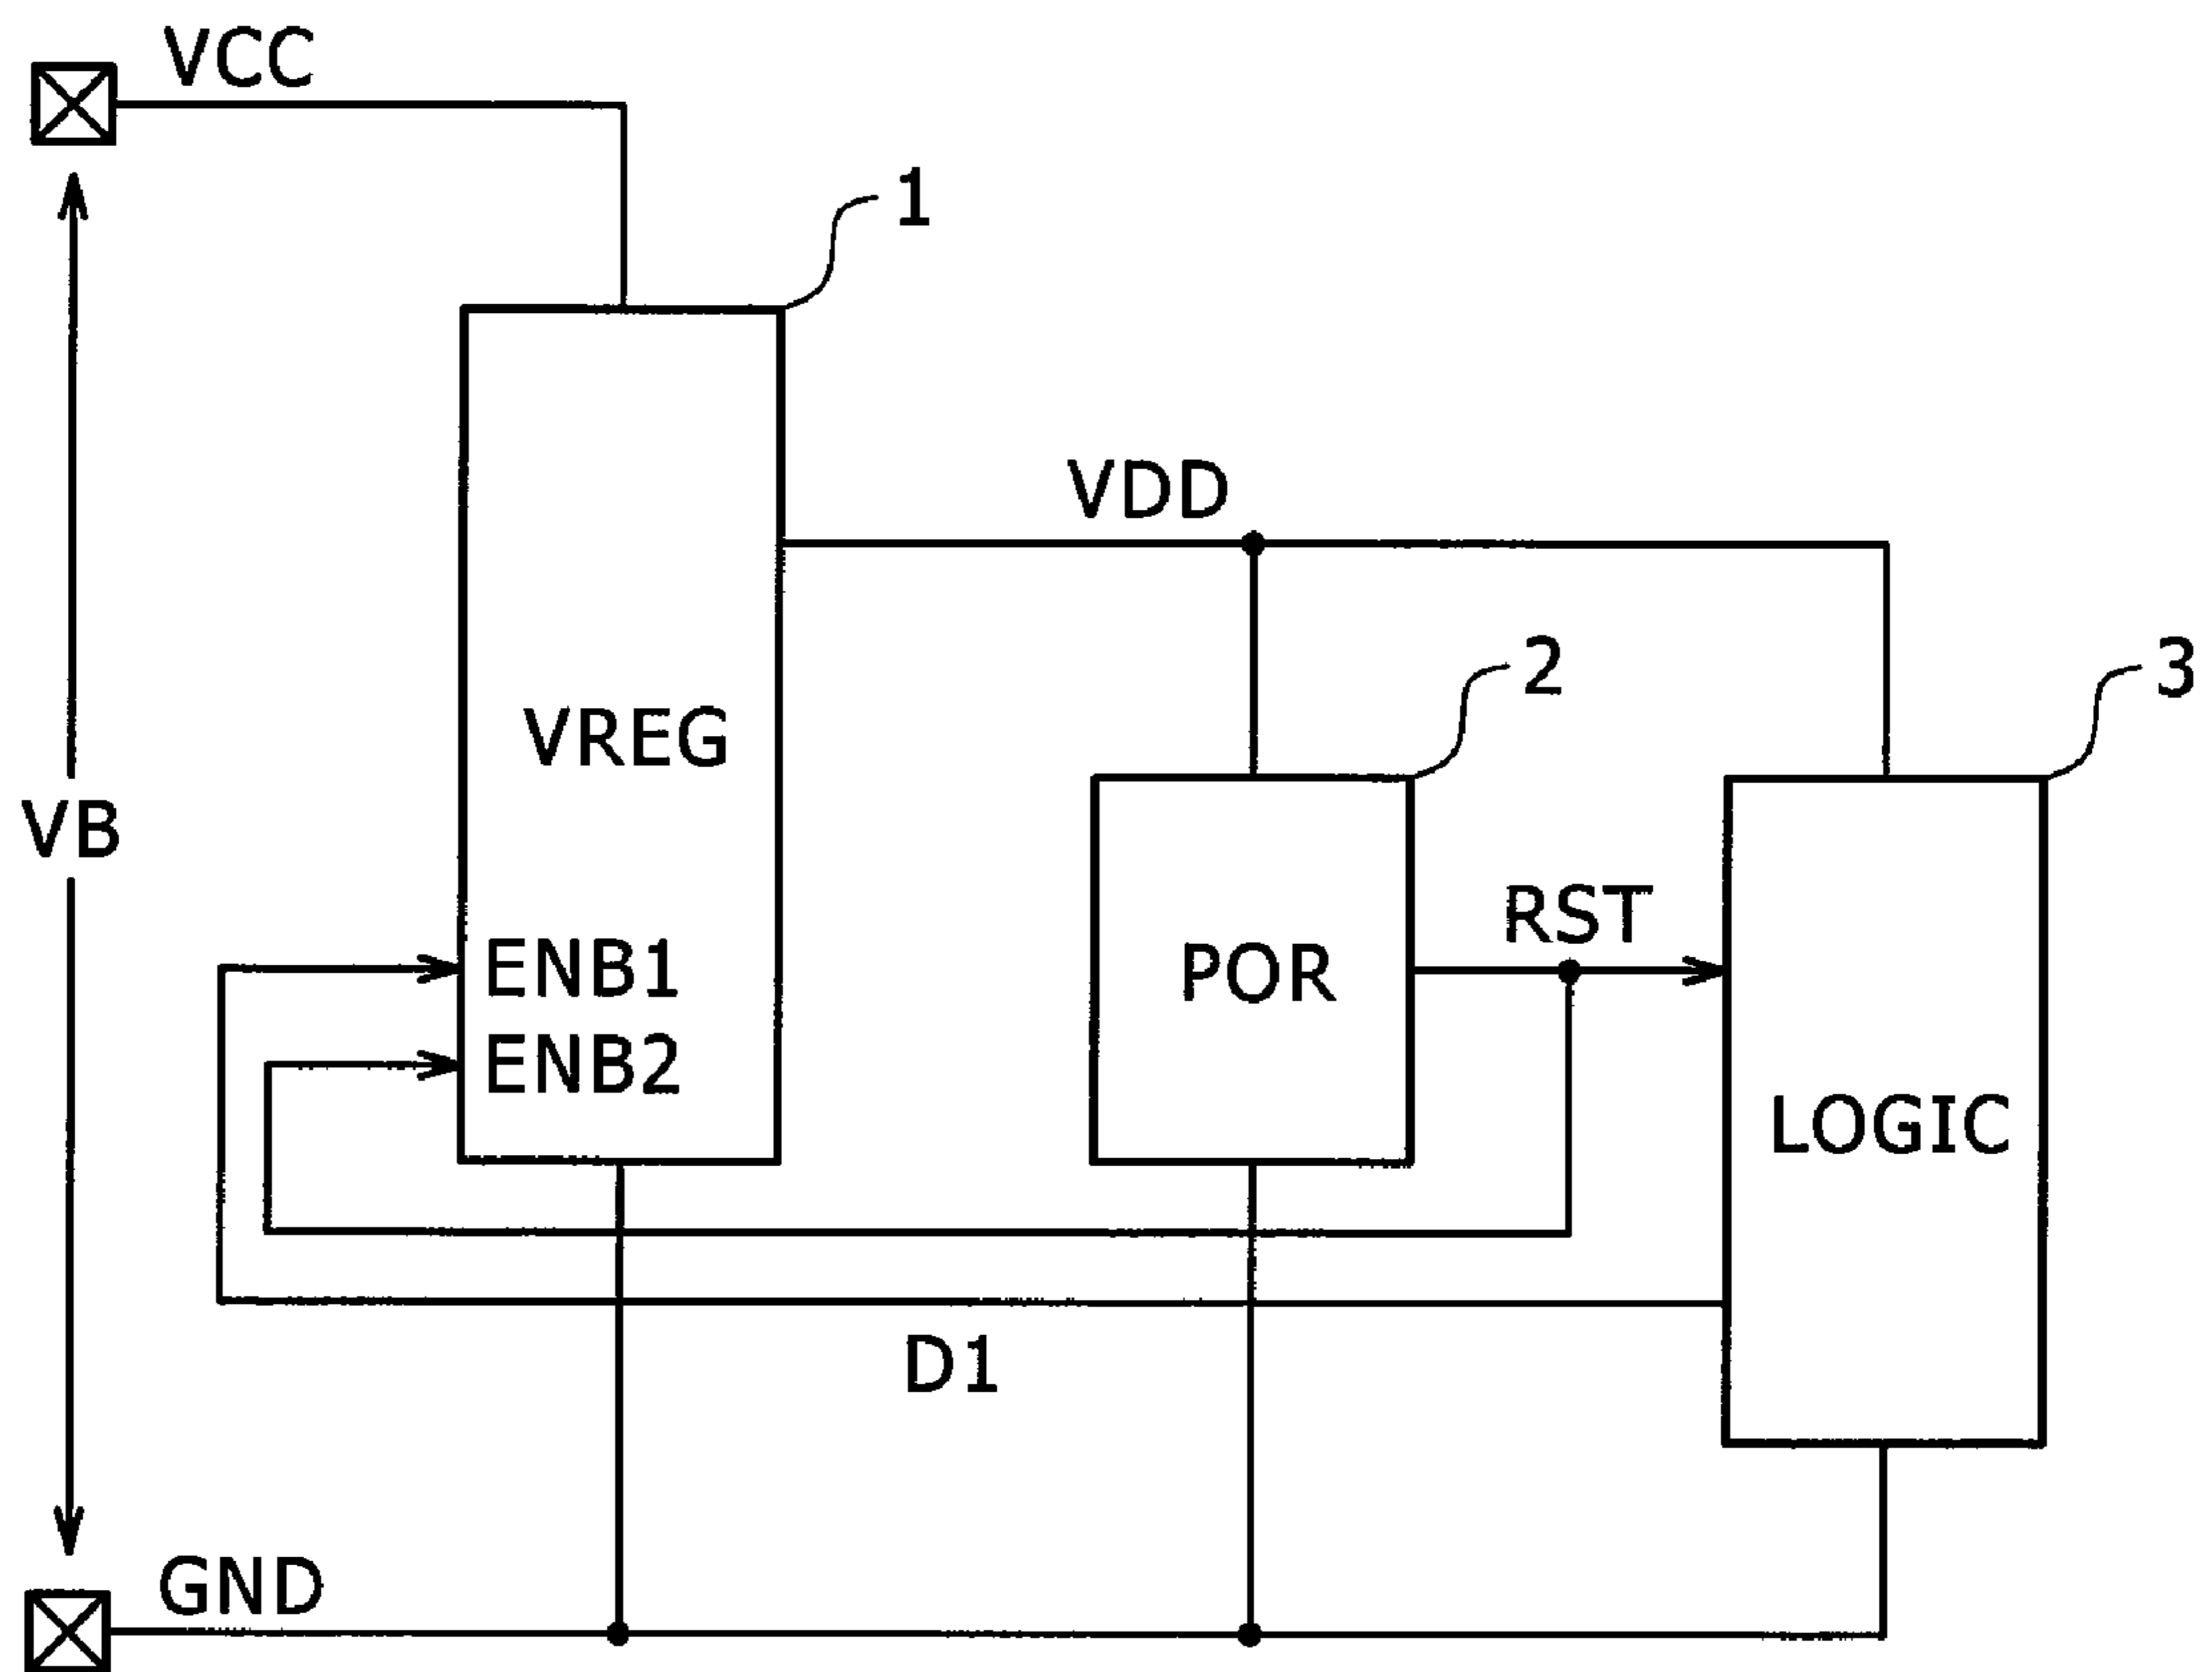 VCC
1
VDD
2
3
VREG
VB
RST
ENB1
POR
ENB2
LOGIC
D1
GND